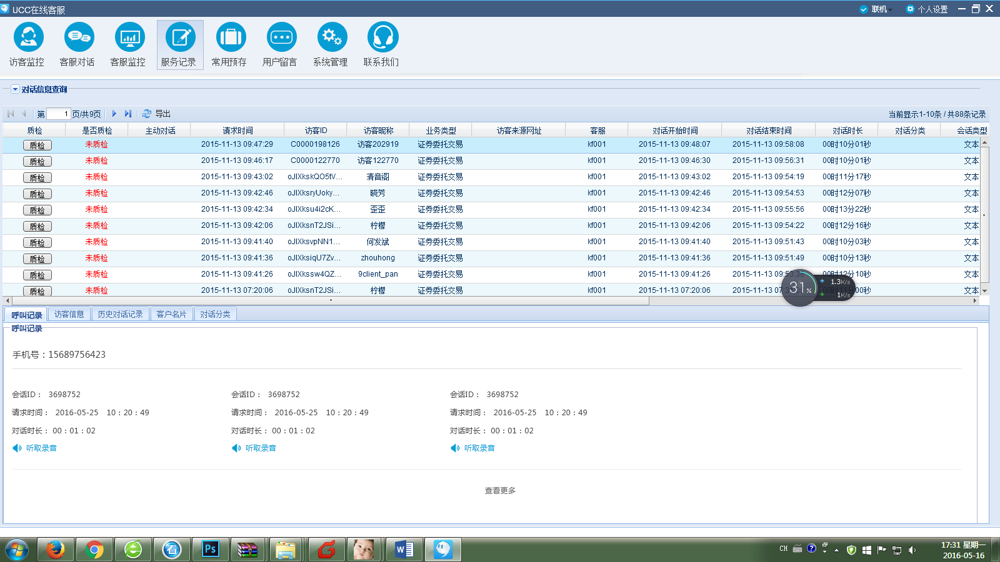 UCC在线客服
联机
个人设置
访客监控
客服对话
客服监控
服务记录
常用预存
用户留言
系统管理
联系我们
对话信息查询
第 1 页/共9页 导出
当前显示1-10条 / 共88条记录
质检 是否质检 主动对话 请求时间 访客ID 访客昵称 业务类型 访客来源网址 客服 对话开始时间 对话结束时间 对话时长 对话分类 会话类型
质检 未质检 2015-11-13 09:47:29 C0000198126 访客202919 证券委托交易 kf001 2015-11-13 09:48:07 2015-11-13 09:58:08 00时10分01秒 文本
质检 未质检 2015-11-13 09:46:17 C0000122770 访客122770 证券委托交易 kf001 2015-11-13 09:46:30 2015-11-13 09:56:31 00时10分01秒 文本
质检 未质检 2015-11-13 09:43:02 oJIXkskQO5tV... 清音阁 证券委托交易 kf001 2015-11-13 09:43:02 2015-11-13 09:54:19 00时11分17秒 文本
质检 未质检 2015-11-13 09:42:46 oJIXksryUoky... 晓芳 证券委托交易 kf001 2015-11-13 09:42:46 2015-11-13 09:54:53 00时12分07秒 文本
质检 未质检 2015-11-13 09:42:34 oJIXksu4i2cK... 歪歪 证券委托交易 kf001 2015-11-13 09:42:34 2015-11-13 09:55:56 00时13分22秒 文本
质检 未质检 2015-11-13 09:42:06 oJIXksnT2JSi... 柠檬 证券委托交易 kf001 2015-11-13 09:42:06 2015-11-13 09:54:22 00时12分16秒 文本
质检 未质检 2015-11-13 09:41:40 oJIXksvpNN1... 何发斌 证券委托交易 kf001 2015-11-13 09:41:40 2015-11-13 09:51:43 00时10分03秒 文本
质检 未质检 2015-11-13 09:41:36 oJIXksiqU7Zv... zhouhong 证券委托交易 kf001 2015-11-13 09:41:36 2015-11-13 09:51:49 00时10分13秒 文本
质检 未质检 2015-11-13 09:41:26 oJIXkssw4QZ... 9client_pan 证券委托交易 kf001 2015-11-13 09:41:26 2015-11-13 09:53:36 00时12分10秒 文本
质检 未质检 2015-11-13 07:20:06 oJIXksnT2JSi... 柠檬 证券委托交易 kf001 2015-11-13 07:20:06 2015-11-13 文本
31% 1.3K/s
1K/s
呼叫记录 访客信息 历史对话记录 客户名片 对话分类
呼叫记录
手机号：15689756423
会话ID： 3698752 会话ID： 3698752 会话ID： 3698752
请求时间： 2016-05-25 10：20：49 请求时间： 2016-05-25 10：20：49 请求时间： 2016-05-25 10：20：49
对话时长： 00：01：02 对话时长： 00：01：02 对话时长： 00：01：02
听取录音 听取录音 听取录音
查看更多
看
Ps
CH
17:31 星期一
2016-05-16